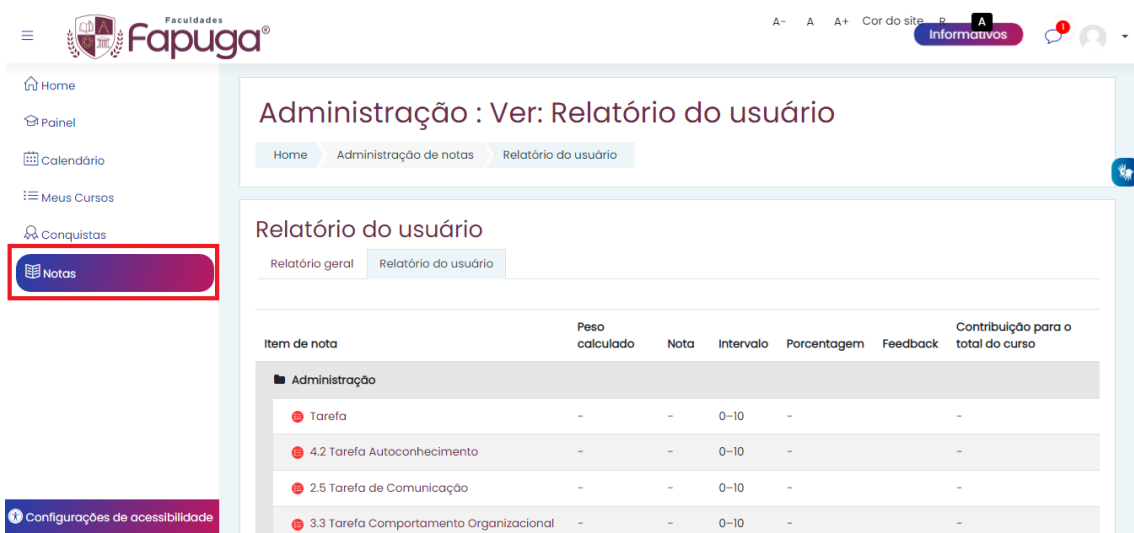 Faculdades
Fapuga®
A- A A+ Cor do site R A
Informativos
1
Home
Painel
Calendário
Meus Cursos
Conquistas
Notas
Configurações de acessibilidade
Administração : Ver: Relatório do usuário
Home Administração de notas Relatório do usuário
Relatório do usuário
Relatório geral Relatório do usuário
Item de nota Peso calculado Nota Intervalo Porcentagem Feedback Contribuição para o total do curso
Administração
Tarefa - - 0-10 - -
4.2 Tarefa Autoconhecimento - - 0-10 - -
2.5 Tarefa de Comunicação - - 0-10 - -
3.3 Tarefa Comportamento Organizacional - - 0-10 - -